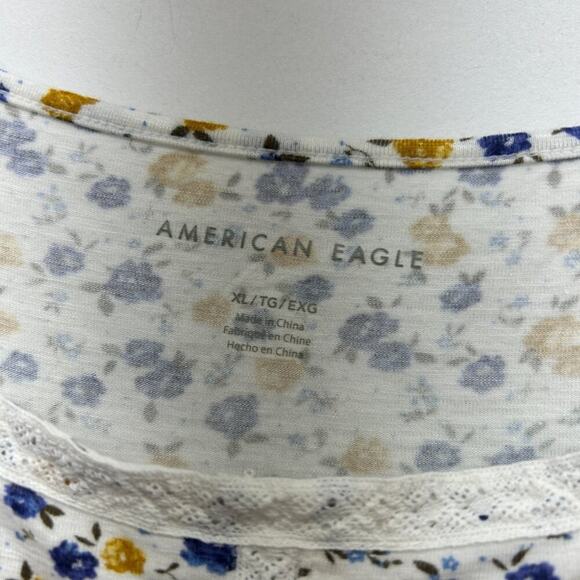 AMERICAN EAGLE
XL/TG/EXG
Made in China
Fabriqué en Chine
Hecho en China